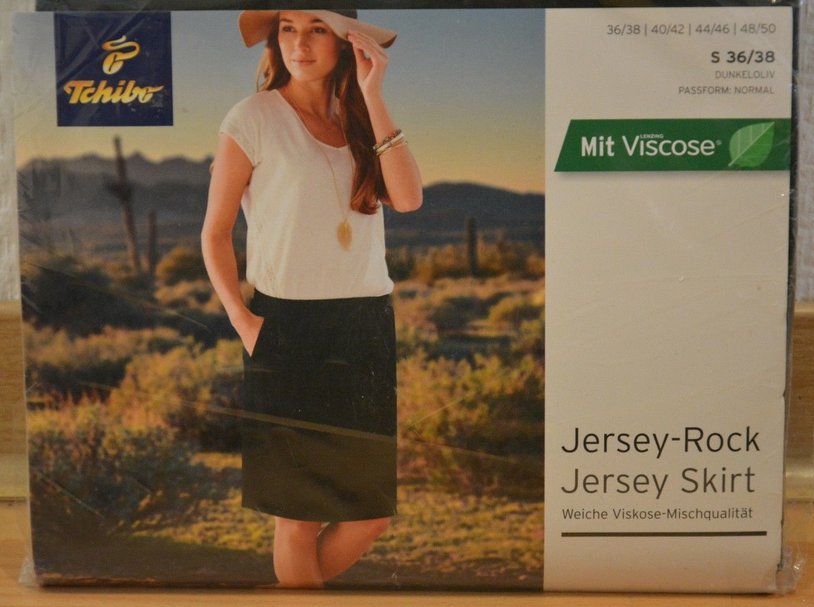 Tchibo
36/38 | 40/42 | 44/46 | 48/50
S 36/38
DUNKELOLIV
PASSFORM: NORMAL
LENZING
Mit Viscose®
Jersey-Rock
Jersey Skirt
Weiche Viskose-Mischqualität